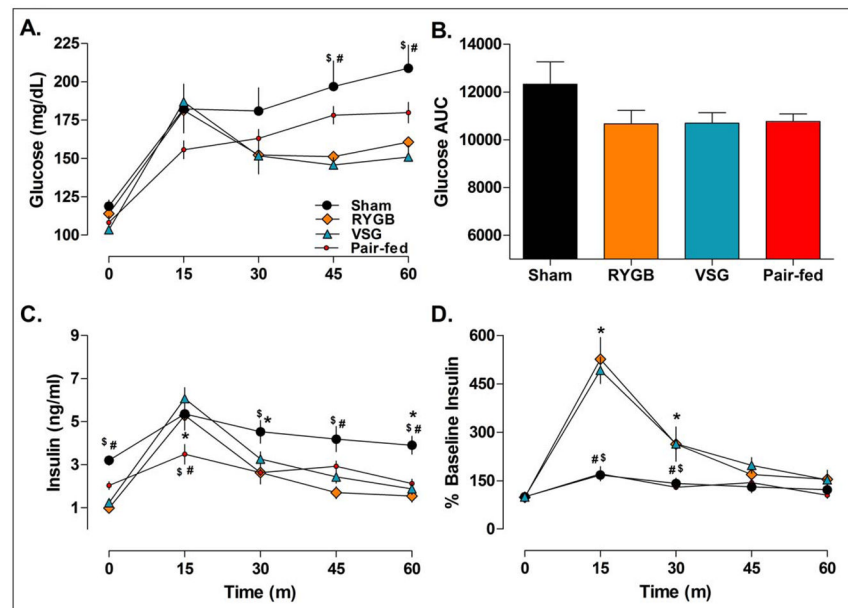 A.
225
200
175
150
125
100
Glucose (mg/dL)
$ #
$ #
Sham
RYGB
VSG
Pair-fed
0 15 30 45 60
B.
14000
12000
10000
8000
6000
Glucose AUC
Sham RYGB VSG Pair-fed
C.
9
7
5
3
1
Insulin (ng/ml)
$ #
*
$ #
$ *
$ #
*
$ #
0 15 30 45 60
Time (m)
D.
600
450
300
150
0
% Baseline Insulin
*
*
# $
# $
0 15 30 45 60
Time (m)